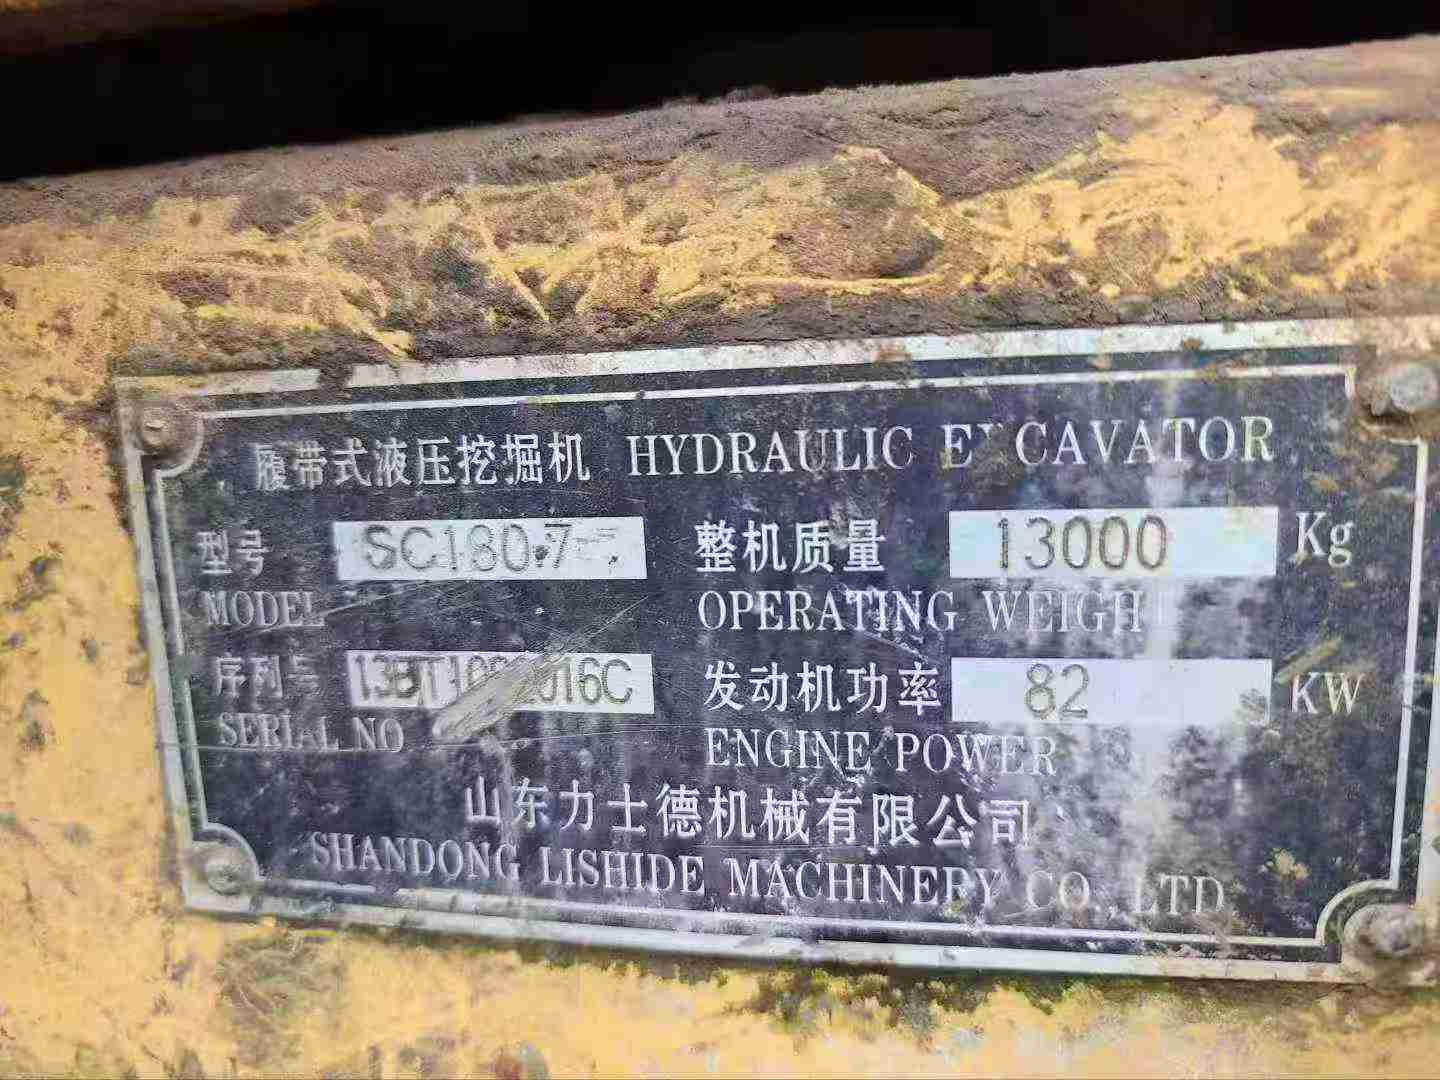 履带式液压挖掘机 HYDRAULIC EXCAVATOR
型号 整机质量 13000 Kg
MODEL OPERATING WEIGHT
序列号 发动机功率 82 KW
SERIAL NO ENGINE POWER
山东力士德机械有限公司
SHANDONG LISHIDE MACHINERY CO., LTD